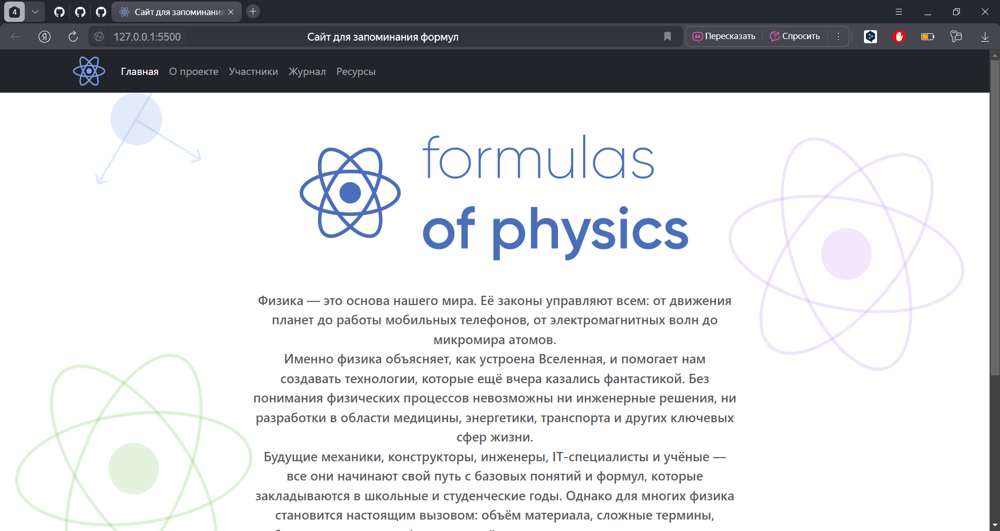 4
Сайт для запоминания
Я
127.0.0.1:5500
Сайт для запоминания формул
Пересказать
Спросить
Главная
О проекте
Участники
Журнал
Ресурсы
formulas
of physics
Физика — это основа нашего мира. Её законы управляют всем: от движения
планет до работы мобильных телефонов, от электромагнитных волн до
микромира атомов.
Именно физика объясняет, как устроена Вселенная, и помогает нам
создавать технологии, которые ещё вчера казались фантастикой. Без
понимания физических процессов невозможны ни инженерные решения, ни
разработки в области медицины, энергетики, транспорта и других ключевых
сфер жизни.
Будущие механики, конструкторы, инженеры, IT-специалисты и учёные —
все они начинают свой путь с базовых понятий и формул, которые
закладываются в школьные и студенческие годы. Однако для многих физика
становится настоящим вызовом: объём материала, сложные термины,